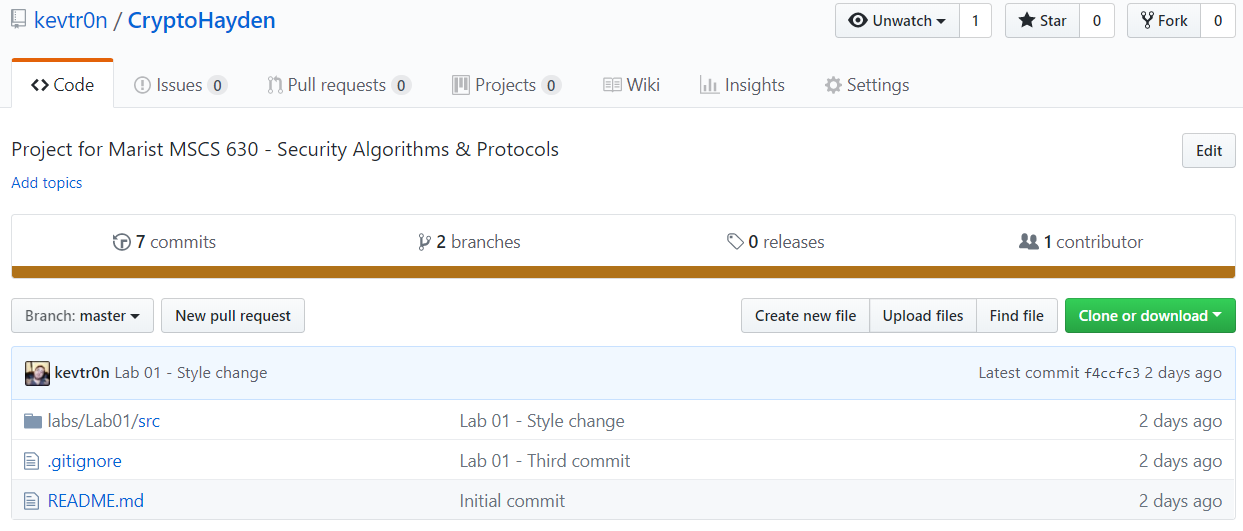 kevtr0n / CryptoHayden Unwatch 1 Star 0 Fork 0
Code Issues 0 Pull requests 0 Projects 0 Wiki Insights Settings
Project for Marist MSCS 630 - Security Algorithms & Protocols Edit
Add topics
7 commits 2 branches 0 releases 1 contributor
Branch: master New pull request Create new file Upload files Find file Clone or download
kevtr0n Lab 01 - Style change Latest commit f4ccfc3 2 days ago
labs/Lab01/src Lab 01 - Style change 2 days ago
.gitignore Lab 01 - Third commit 2 days ago
README.md Initial commit 2 days ago